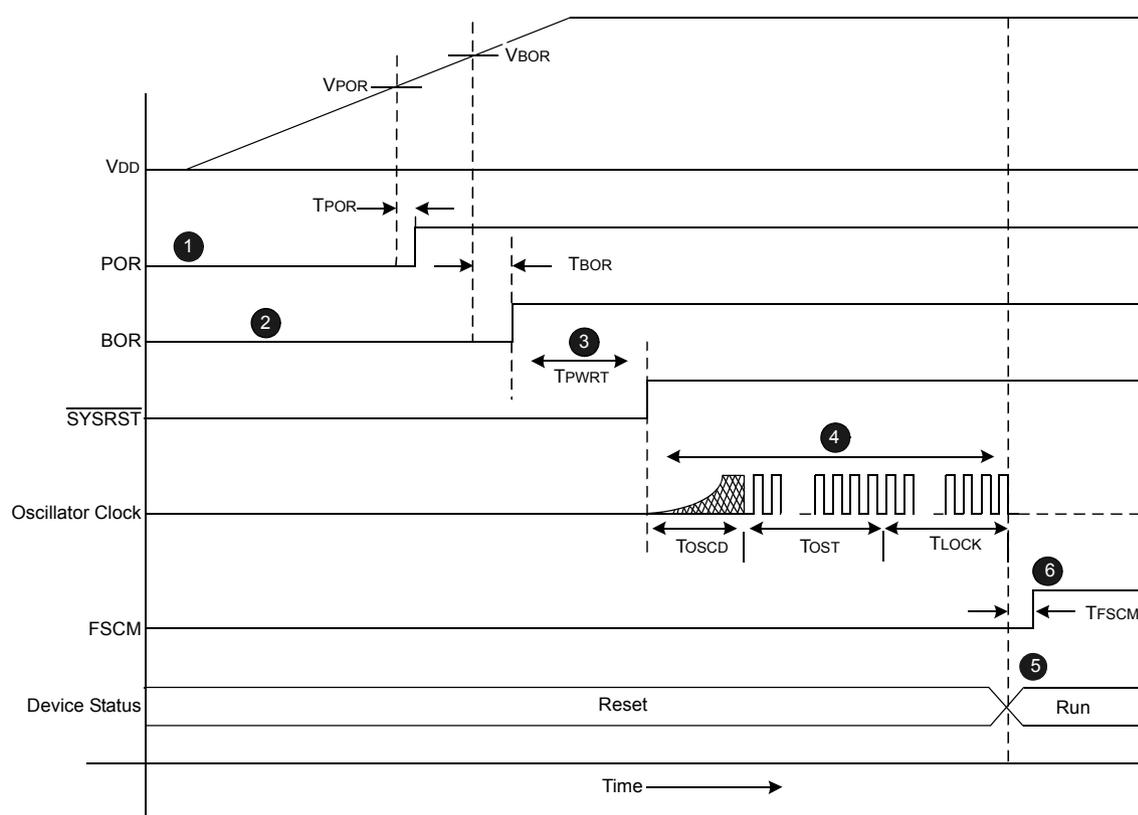 VBOR
VPOR
VDD
TPOR
1
POR
TBOR
2
BOR
3
TPWRT
SYSRST
4
Oscillator Clock
TOSCD
TOST
TLOCK
6
TFSCM
FSCM
5
Device Status
Reset
Run
Time